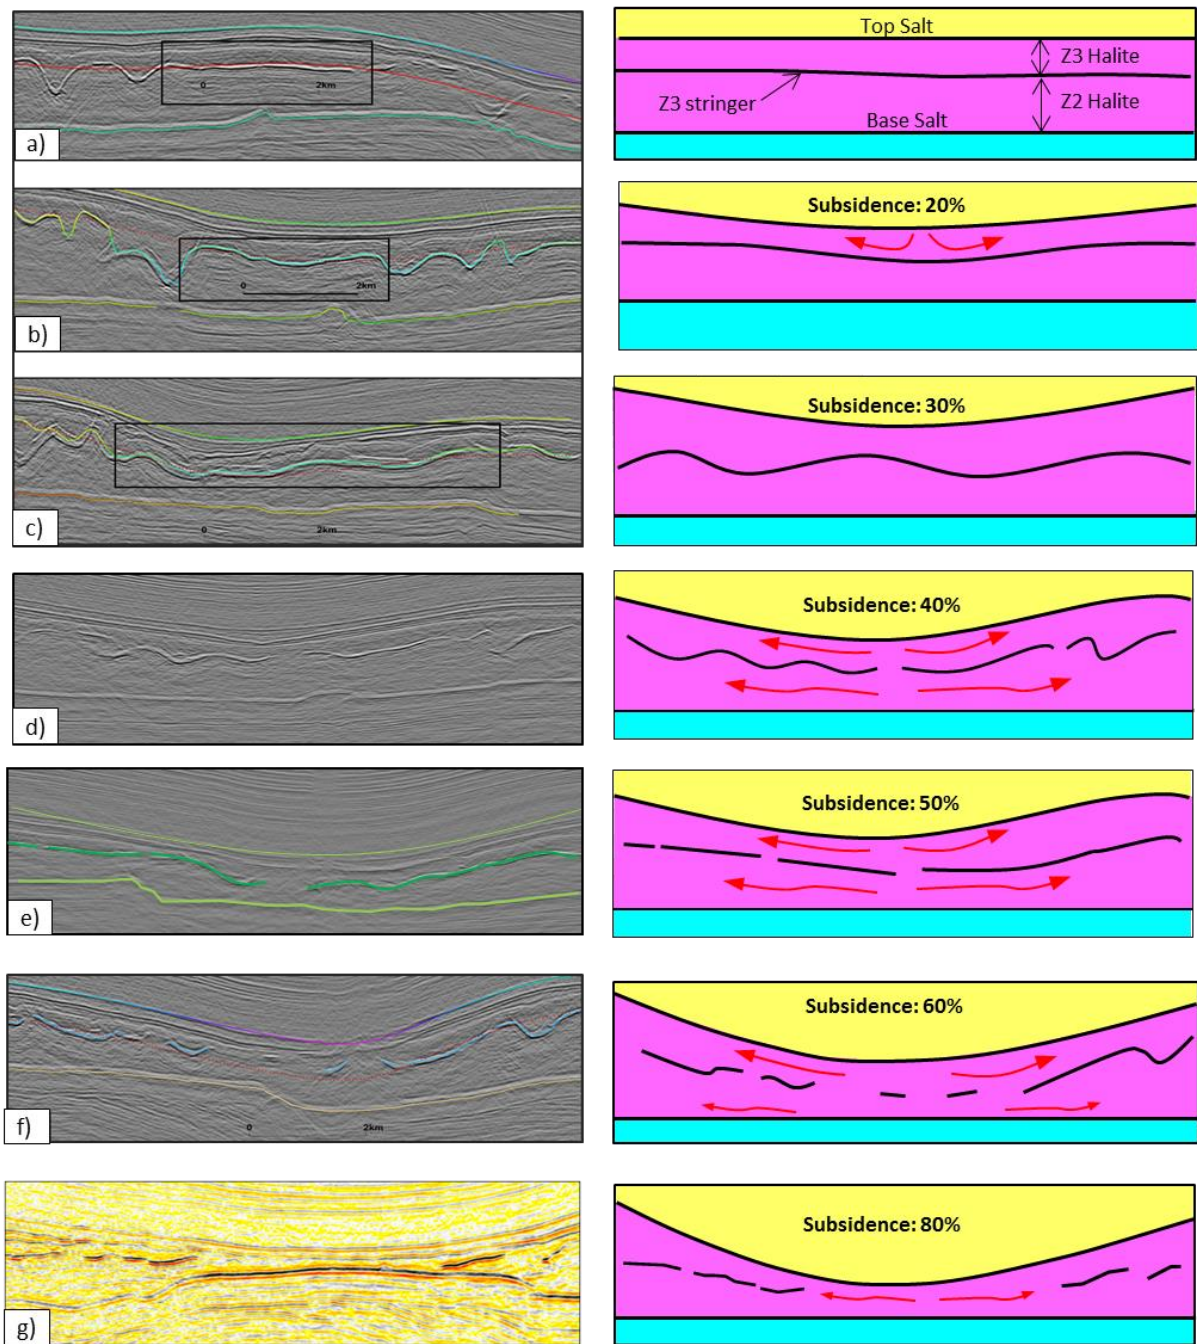 a)
0 2km
Top Salt
Z3 Halite
Z3 stringer
Z2 Halite
Base Salt
b)
0 2km
Subsidence: 20%
c)
0 2km
Subsidence: 30%
d)
Subsidence: 40%
e)
Subsidence: 50%
f)
0 2km
Subsidence: 60%
g)
Subsidence: 80%